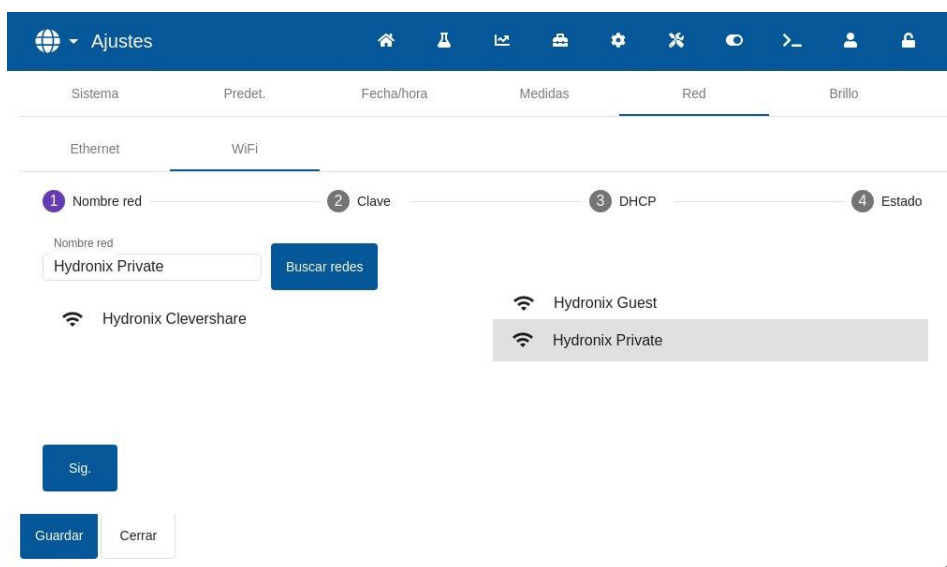 Ajustes
Sistema Predet. Fecha/hora Medidas Red Brillo
Ethernet WiFi
1 Nombre red 2 Clave 3 DHCP 4 Estado
Nombre red
Hydronix Private Buscar redes
Hydronix Clevershare Hydronix Guest
Hydronix Private
Sig.
Guardar Cerrar